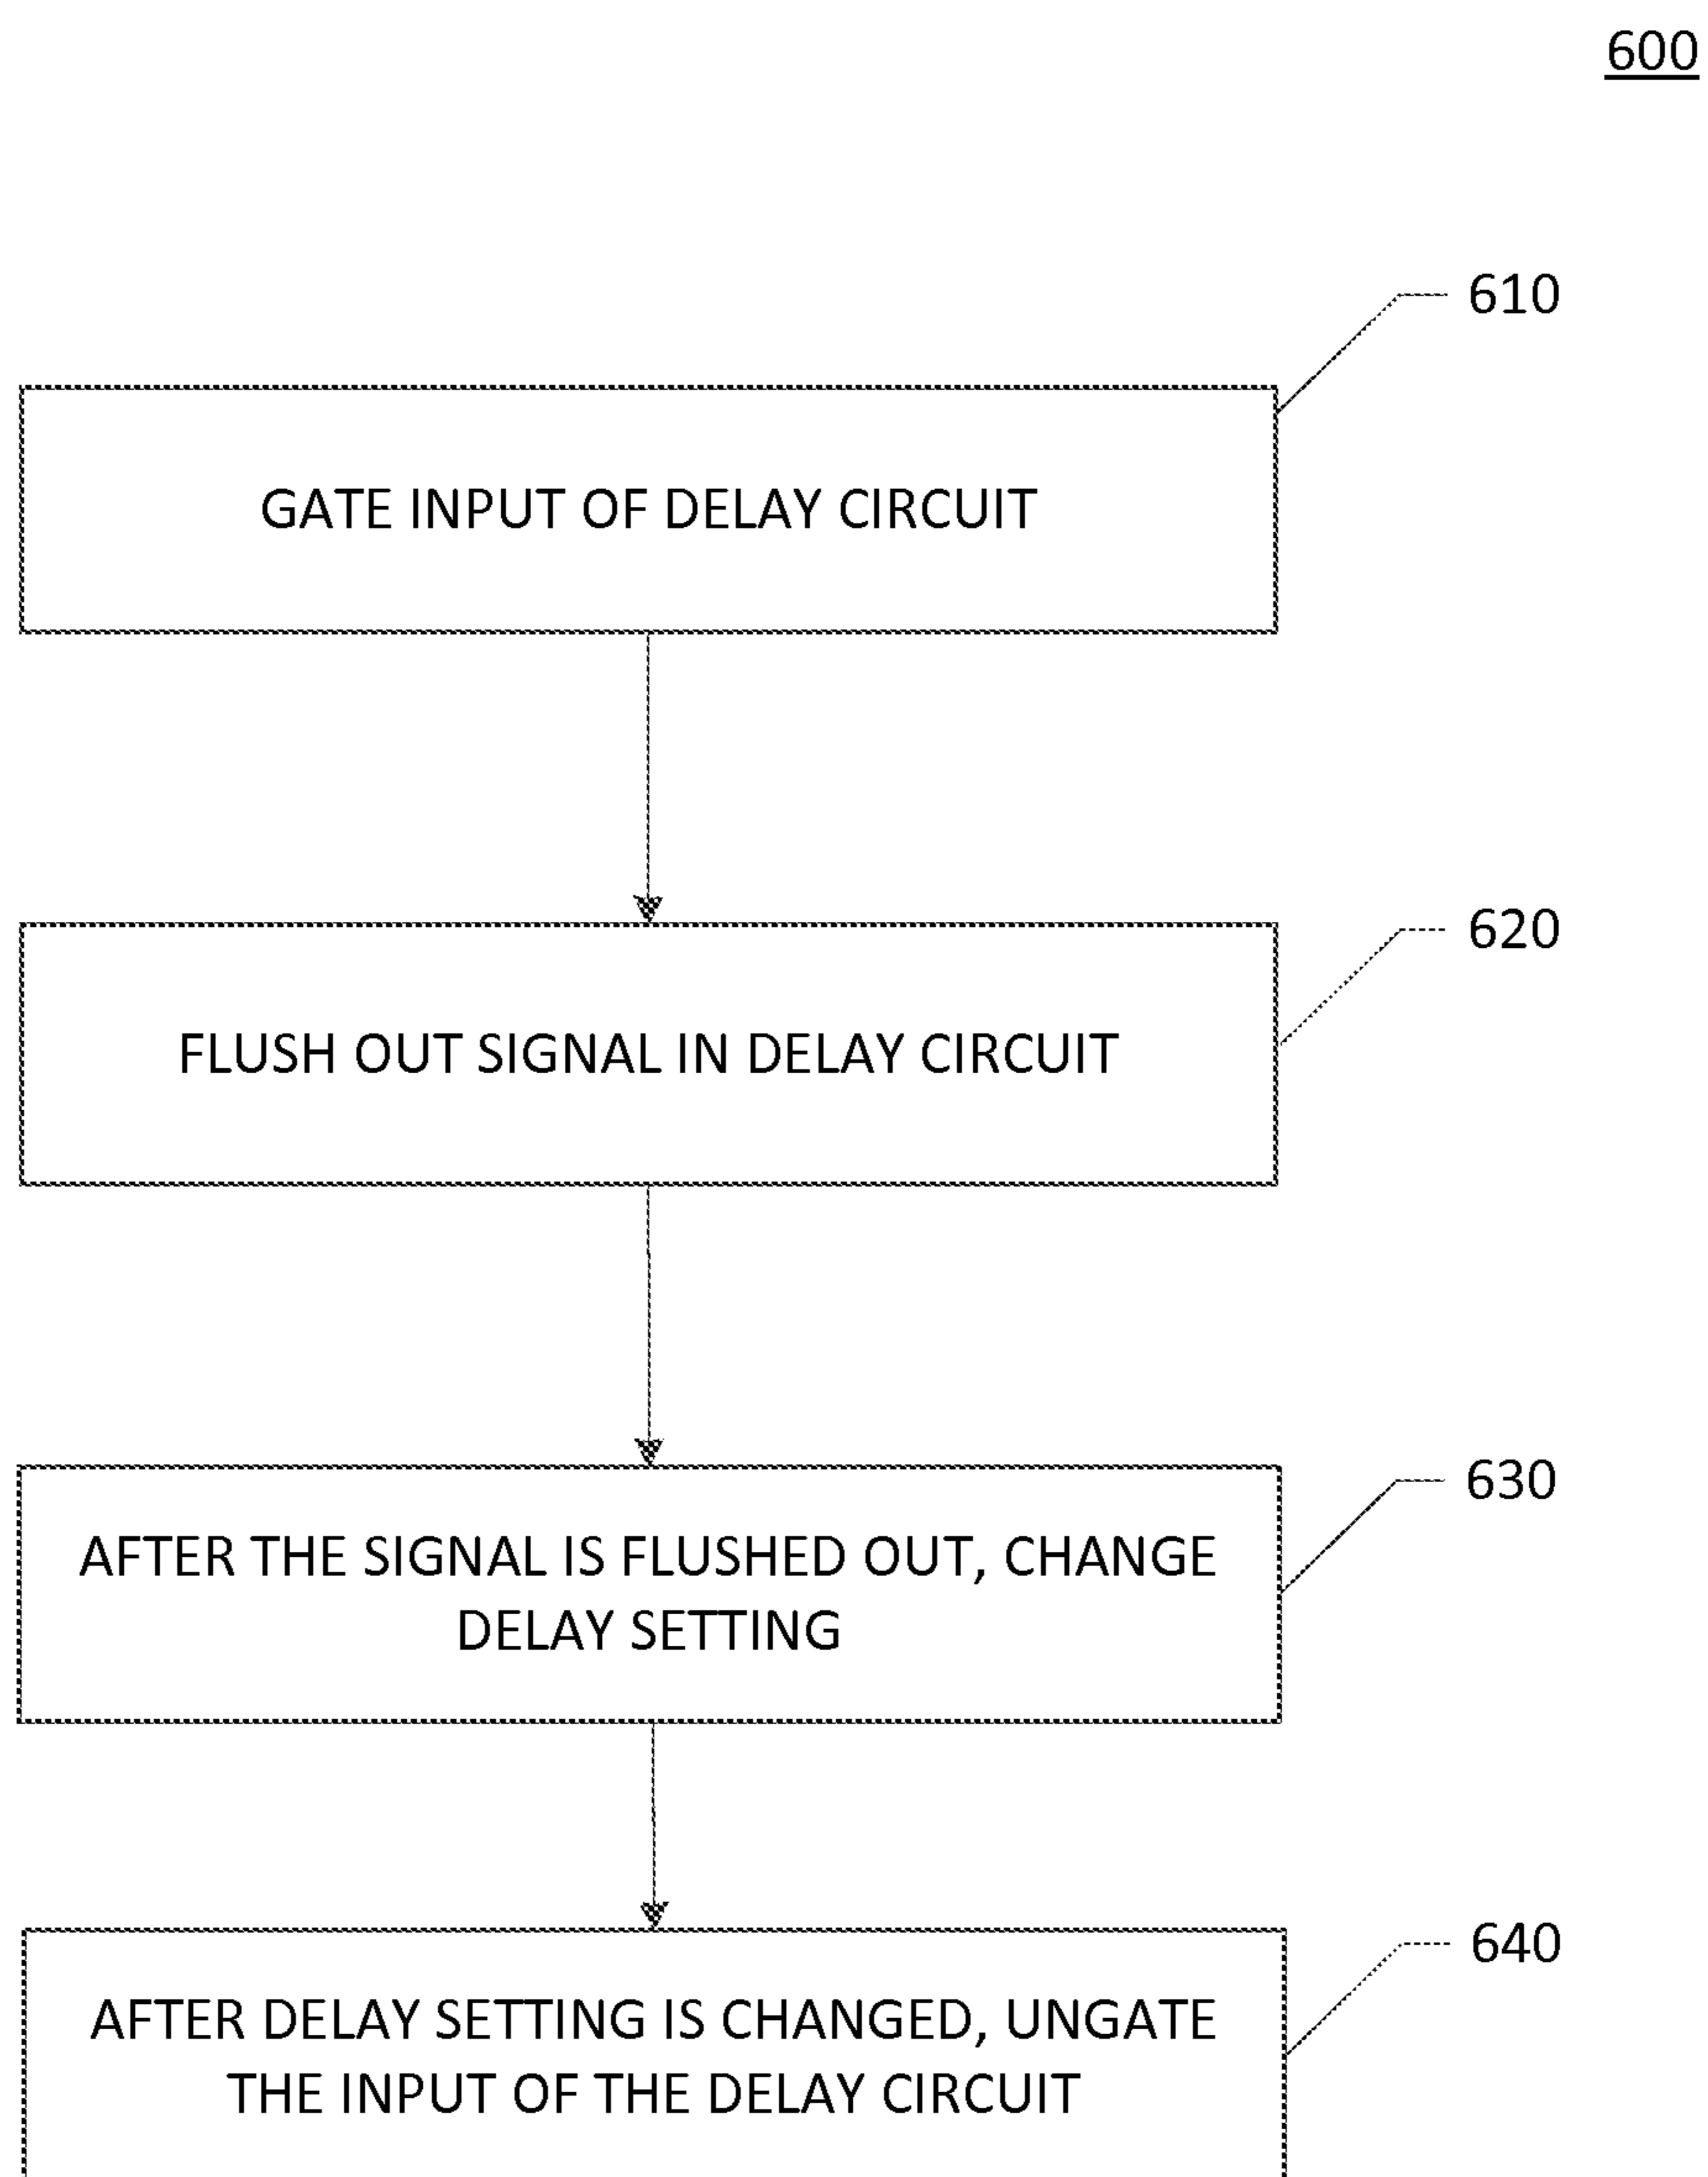 600
610
GATE INPUT OF DELAY CIRCUIT
620
FLUSH OUT SIGNAL IN DELAY CIRCUIT
630
AFTER THE SIGNAL IS FLUSHED OUT, CHANGE
DELAY SETTING
640
AFTER DELAY SETTING IS CHANGED, UNGATE
THE INPUT OF THE DELAY CIRCUIT